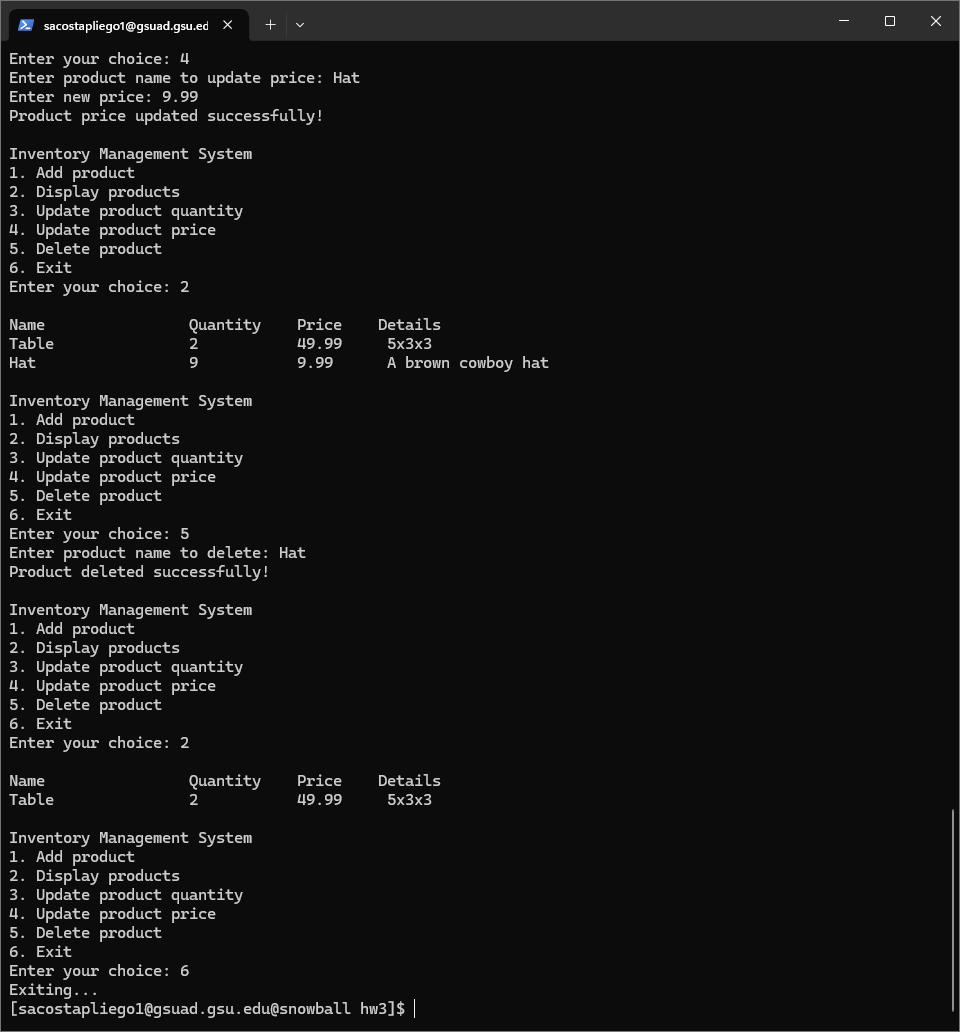 sacostapliego1@gsuad.gsu.ed
Enter your choice: 4
Enter product name to update price: Hat
Enter new price: 9.99
Product price updated successfully!
Inventory Management System
1. Add product
2. Display products
3. Update product quantity
4. Update product price
5. Delete product
6. Exit
Enter your choice: 2
Name Quantity Price Details
Table 2 49.99 5x3x3
Hat 9 9.99 A brown cowboy hat
Inventory Management System
1. Add product
2. Display products
3. Update product quantity
4. Update product price
5. Delete product
6. Exit
Enter your choice: 5
Enter product name to delete: Hat
Product deleted successfully!
Inventory Management System
1. Add product
2. Display products
3. Update product quantity
4. Update product price
5. Delete product
6. Exit
Enter your choice: 2
Name Quantity Price Details
Table 2 49.99 5x3x3
Inventory Management System
1. Add product
2. Display products
3. Update product quantity
4. Update product price
5. Delete product
6. Exit
Enter your choice: 6
Exiting...
[sacostapliego1@gsuad.gsu.edu@snowball hw3]$